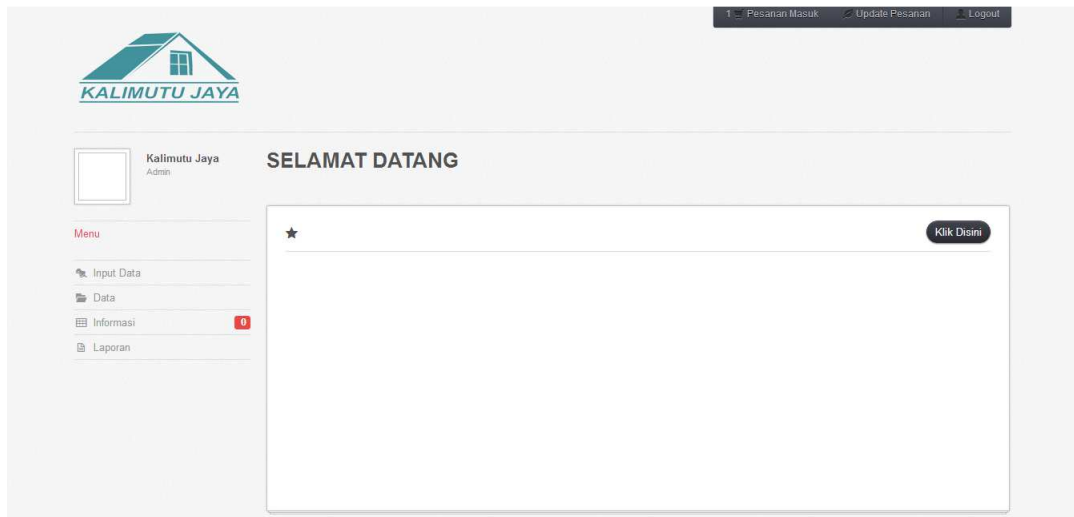 1 Pesanan Masuk Update Pesanan Logout
KALIMUTU JAYA
Kalimutu Jaya
Admin
SELAMAT DATANG
Menu
Klik Disini
Input Data
Data
Informasi 0
Laporan